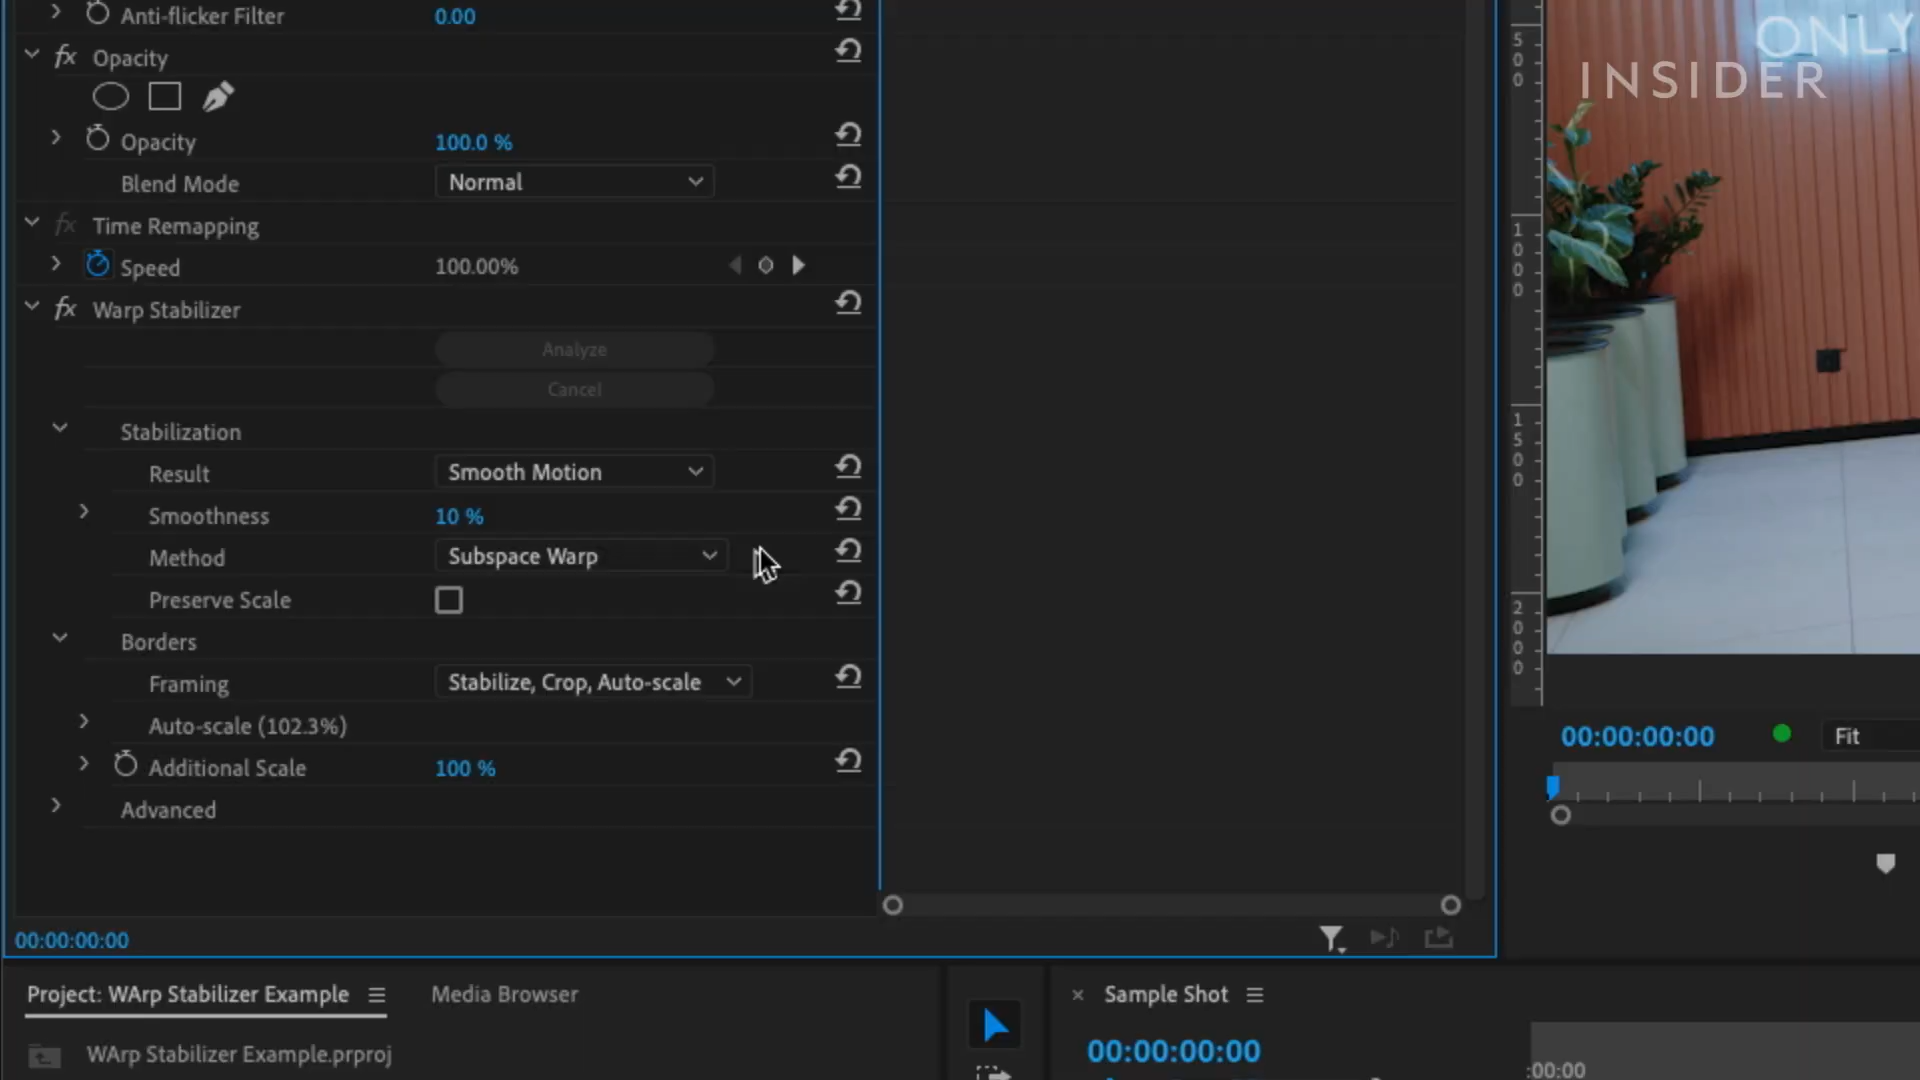 Anti-flicker Filter 0.00
ONLY
INSIDER
fx Opacity
Opacity 100.0 %
Blend Mode Normal
fx Time Remapping
Speed 100.00%
fx Warp Stabilizer
Analyze
Cancel
Stabilization
Result Smooth Motion
Smoothness 10 %
Method Subspace Warp
Preserve Scale
Borders
Framing Stabilize, Crop, Auto-scale
Auto-scale (102.3%)
Additional Scale 100 %
Advanced
500
1000
1500
2000
00:00:00:00 Fit
00:00:00:00
Project: WArp Stabilizer Example Media Browser
WArp Stabilizer Example.prproj
× Sample Shot
00:00:00:00
:00:00